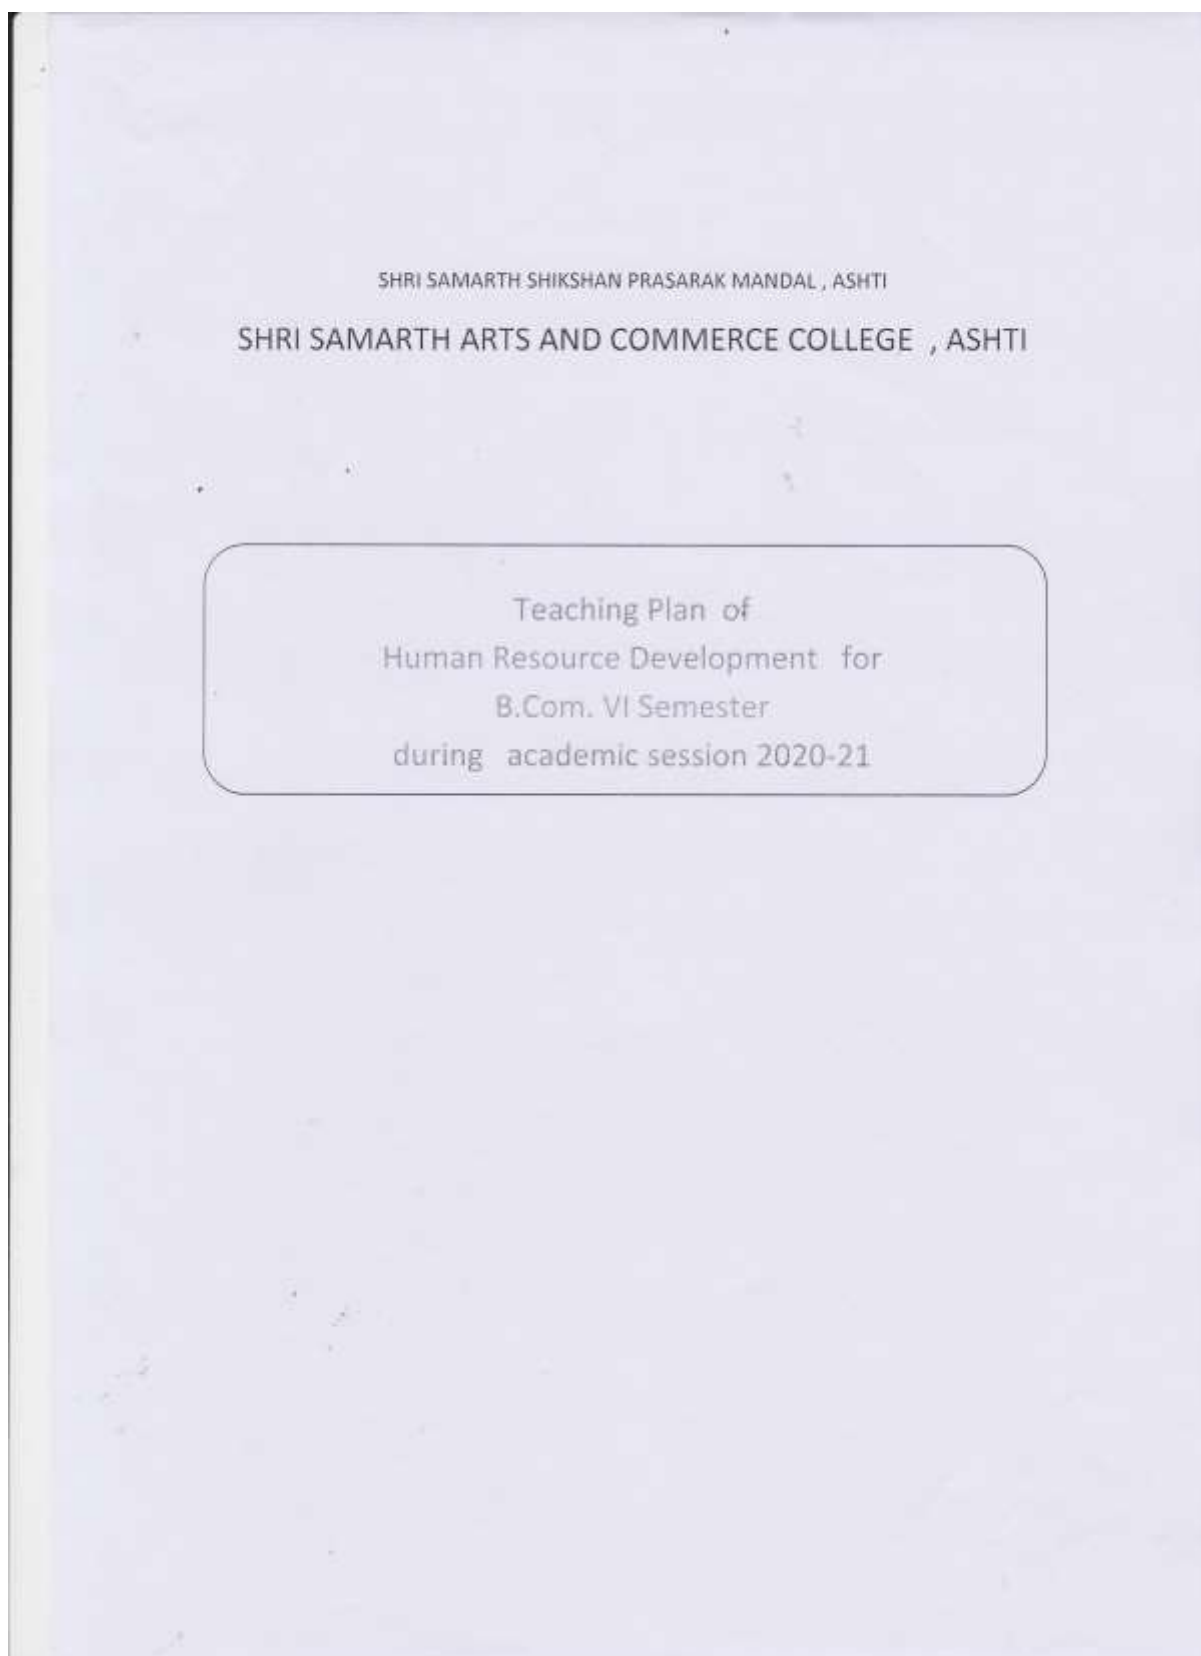 SHRI SAMARTH SHIKSHAN PRASARAK MANDAL , ASHTI
SHRI SAMARTH ARTS AND COMMERCE COLLEGE , ASHTI
Teaching Plan of
Human Resource Development for
B.Com. VI Semester
during academic session 2020-21